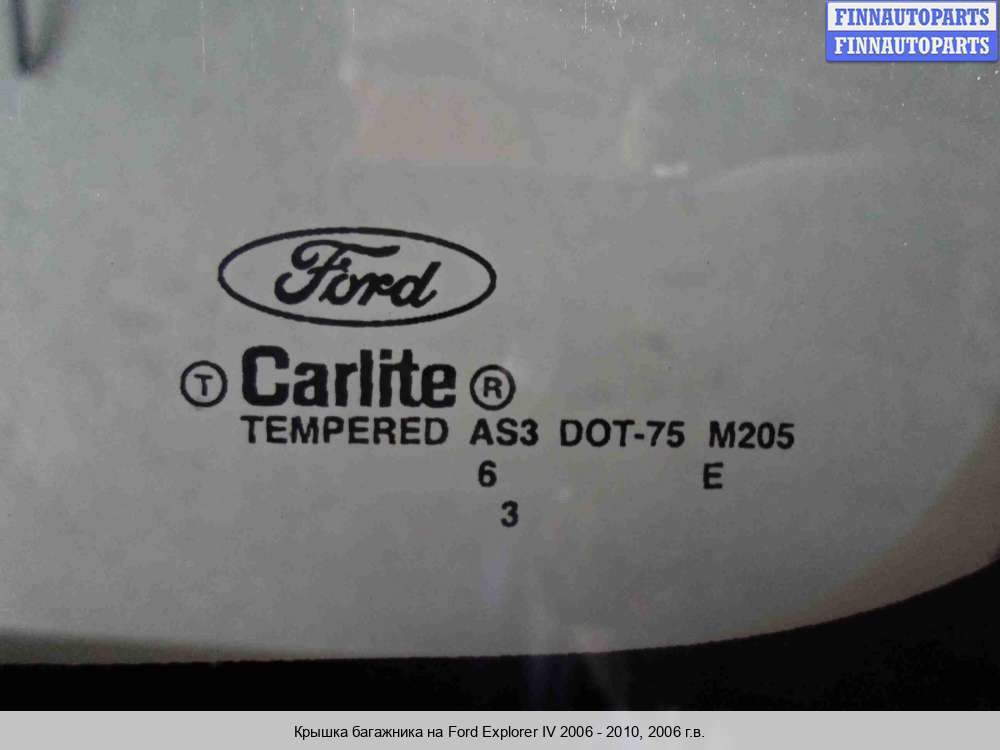 FINNAUTOPARTS
FINNAUTOPARTS
Ford
T Carlite ®
TEMPERED AS3 DOT-75 M205
6 E
3
Крышка багажника на Ford Explorer IV 2006 - 2010, 2006 г.в.